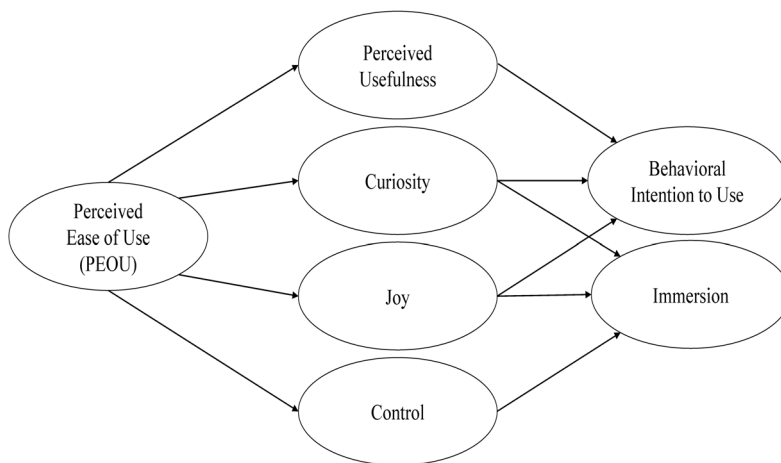 Perceived
Usefulness
Curiosity
Behavioral
Intention to Use
Perceived
Ease of Use
(PEOU)
Joy
Immersion
Control